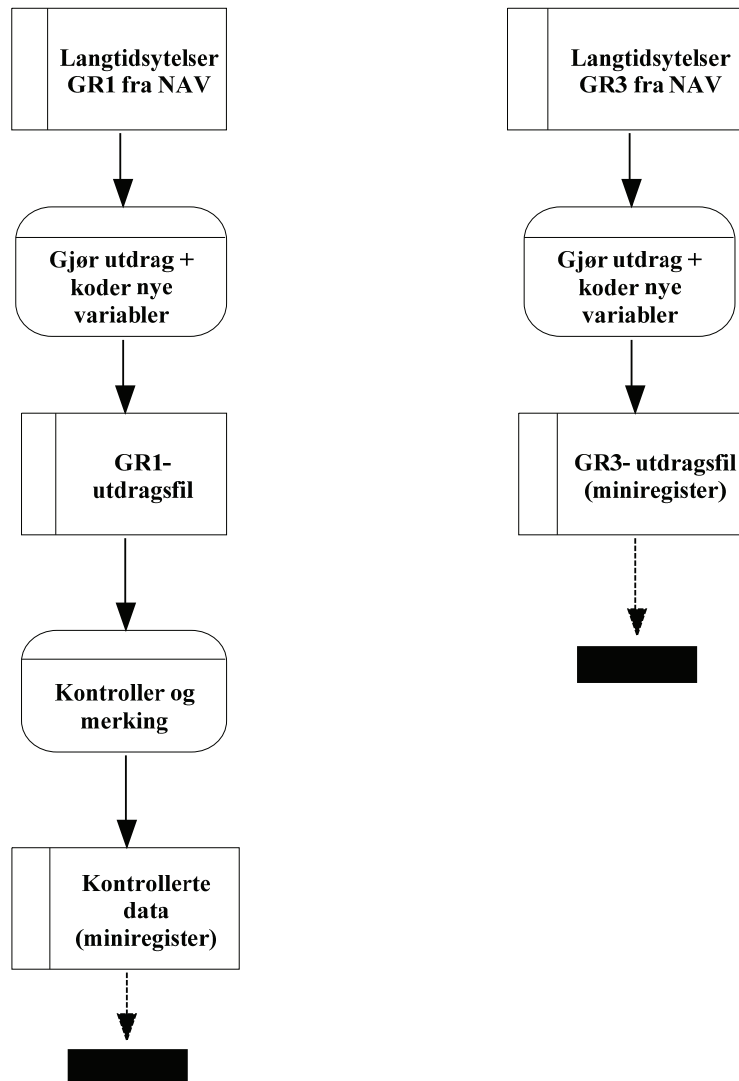 Langtidsytelser
GR1 fra NAV
Gjør utdrag +
koder nye
variabler
GR1-
utdragsfil
Kontroller og
merking
Kontrollerte
data
(miniregister)
Langtidsytelser
GR3 fra NAV
Gjør utdrag +
koder nye
variabler
GR3- utdragsfil
(miniregister)